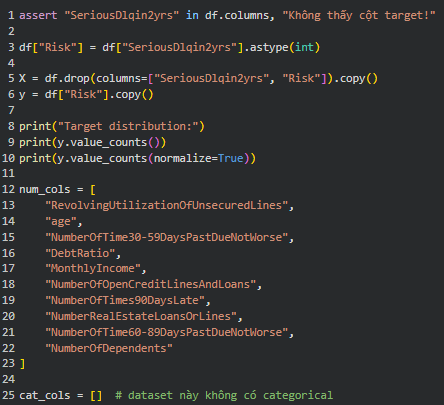 1 assert "SeriousDlqin2yrs" in df.columns, "Không thấy cột target!"
2
3 df["Risk"] = df["SeriousDlqin2yrs"].astype(int)
4
5 X = df.drop(columns=["SeriousDlqin2yrs", "Risk"]).copy()
6 y = df["Risk"].copy()
7
8 print("Target distribution:")
9 print(y.value_counts())
10 print(y.value_counts(normalize=True))
11
12 num_cols = [
13     "RevolvingUtilizationOfUnsecuredLines",
14     "age",
15     "NumberOfTime30-59DaysPastDueNotWorse",
16     "DebtRatio",
17     "MonthlyIncome",
18     "NumberOfOpenCreditLinesAndLoans",
19     "NumberOfTimes90DaysLate",
20     "NumberRealEstateLoansOrLines",
21     "NumberOfTime60-89DaysPastDueNotWorse",
22     "NumberOfDependents"
23 ]
24
25 cat_cols = []  # dataset này không có categorical